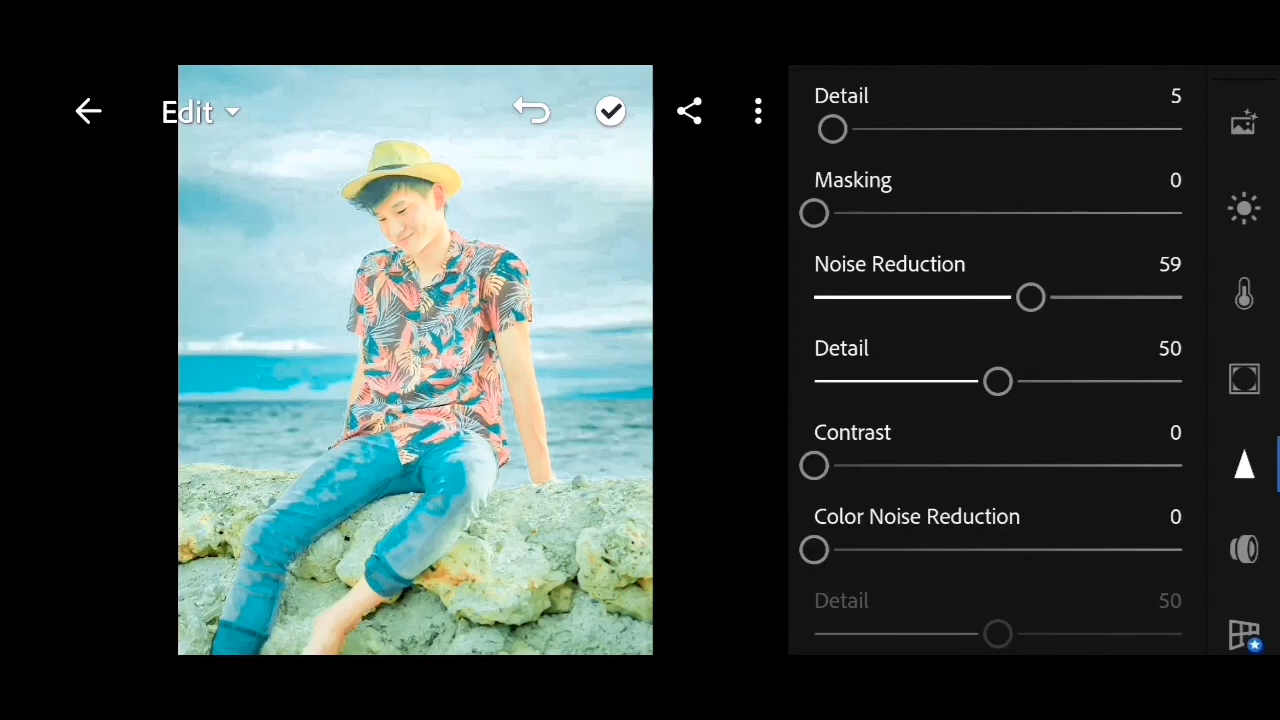 Edit
Detail 5
Masking 0
Noise Reduction 59
Detail 50
Contrast 0
Color Noise Reduction 0
Detail 50